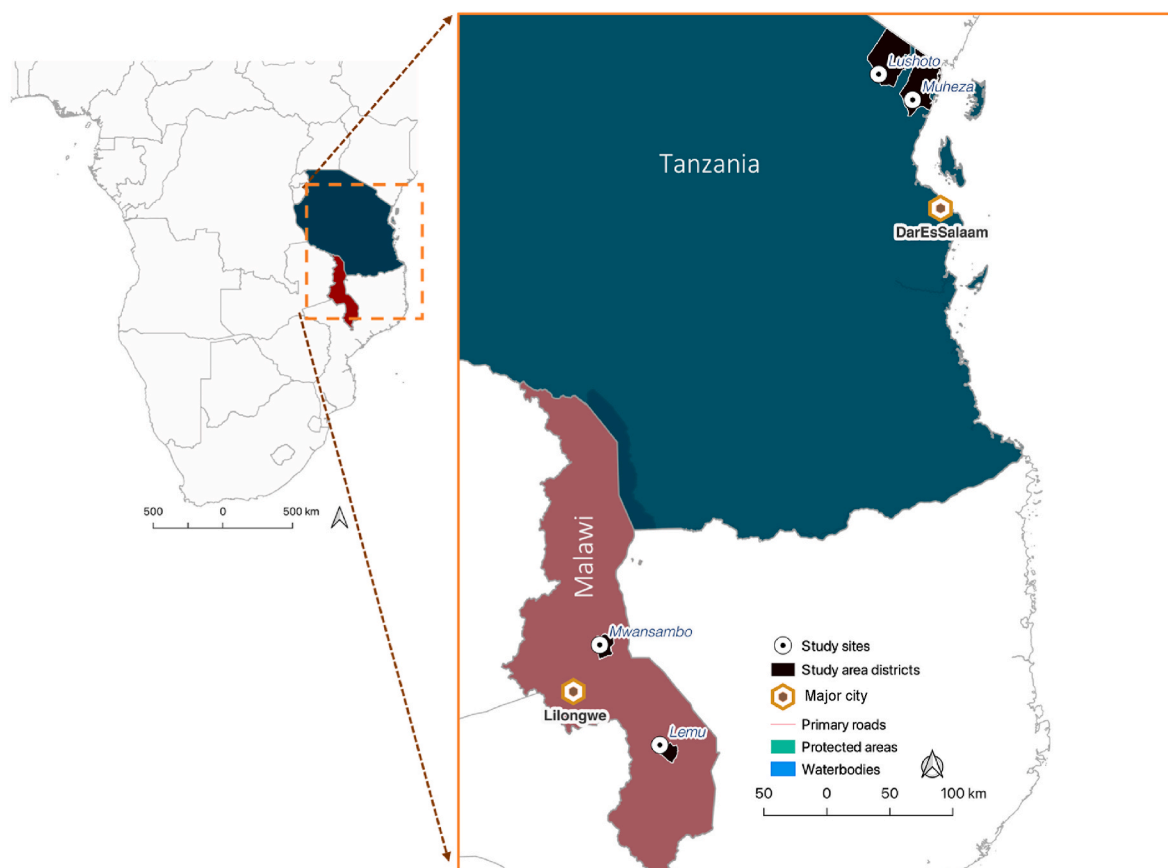 Lushoto
Muheza
Tanzania
DarEsSalaam
500 0 500 km
Malawi
Mwansambo
Lilongwe
Lemu
Study sites
Study area districts
Major city
Primary roads
Protected areas
Waterbodies
50 0 50 100 km